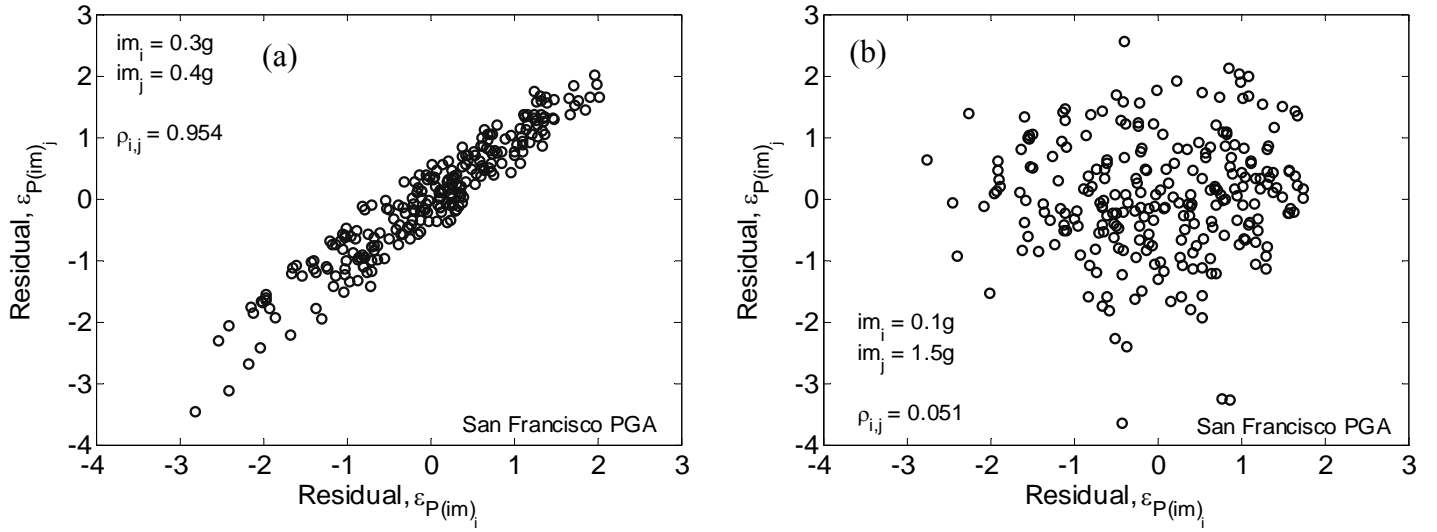 (a)
im_i = 0.3g
im_j = 0.4g
ρ_i,j = 0.954
San Francisco PGA
3
2
1
0
-1
-2
-3
-4
-4 -3 -2 -1 0 1 2 3
Residual, ε_P(im)_j
Residual, ε_P(im)_i
(b)
im_i = 0.1g
im_j = 1.5g
ρ_i,j = 0.051
San Francisco PGA
3
2
1
0
-1
-2
-3
-4
-4 -3 -2 -1 0 1 2 3
Residual, ε_P(im)_j
Residual, ε_P(im)_i